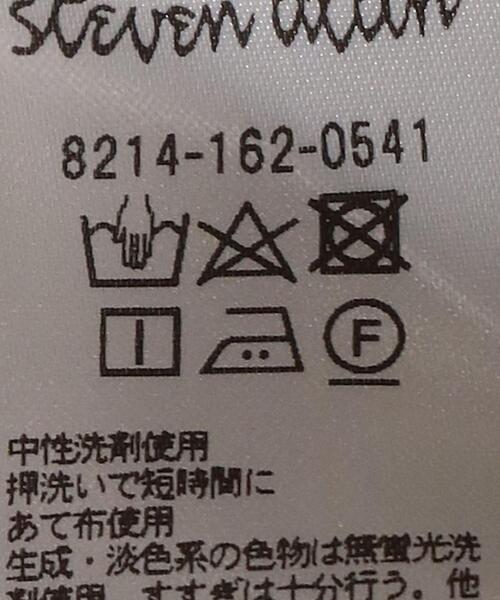 steven alan
8214-162-0541
F
中性洗剤使用
押洗いで短時間に
あて布使用
生成・淡色系の色物は無蛍光洗
剤使用。すすぎは十分行う。他